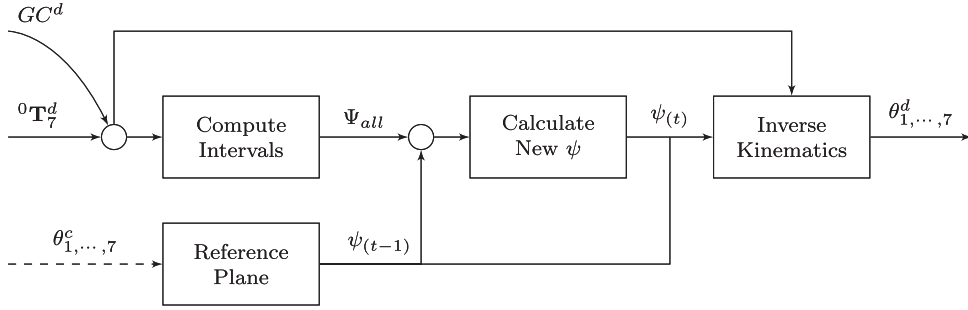 GC^d
^0T_7^d
Compute
Intervals
Ψ_all
Calculate
New ψ
ψ_(t)
Inverse
Kinematics
θ^d_1,⋯,7
θ^c_1,⋯,7
Reference
Plane
ψ_(t−1)